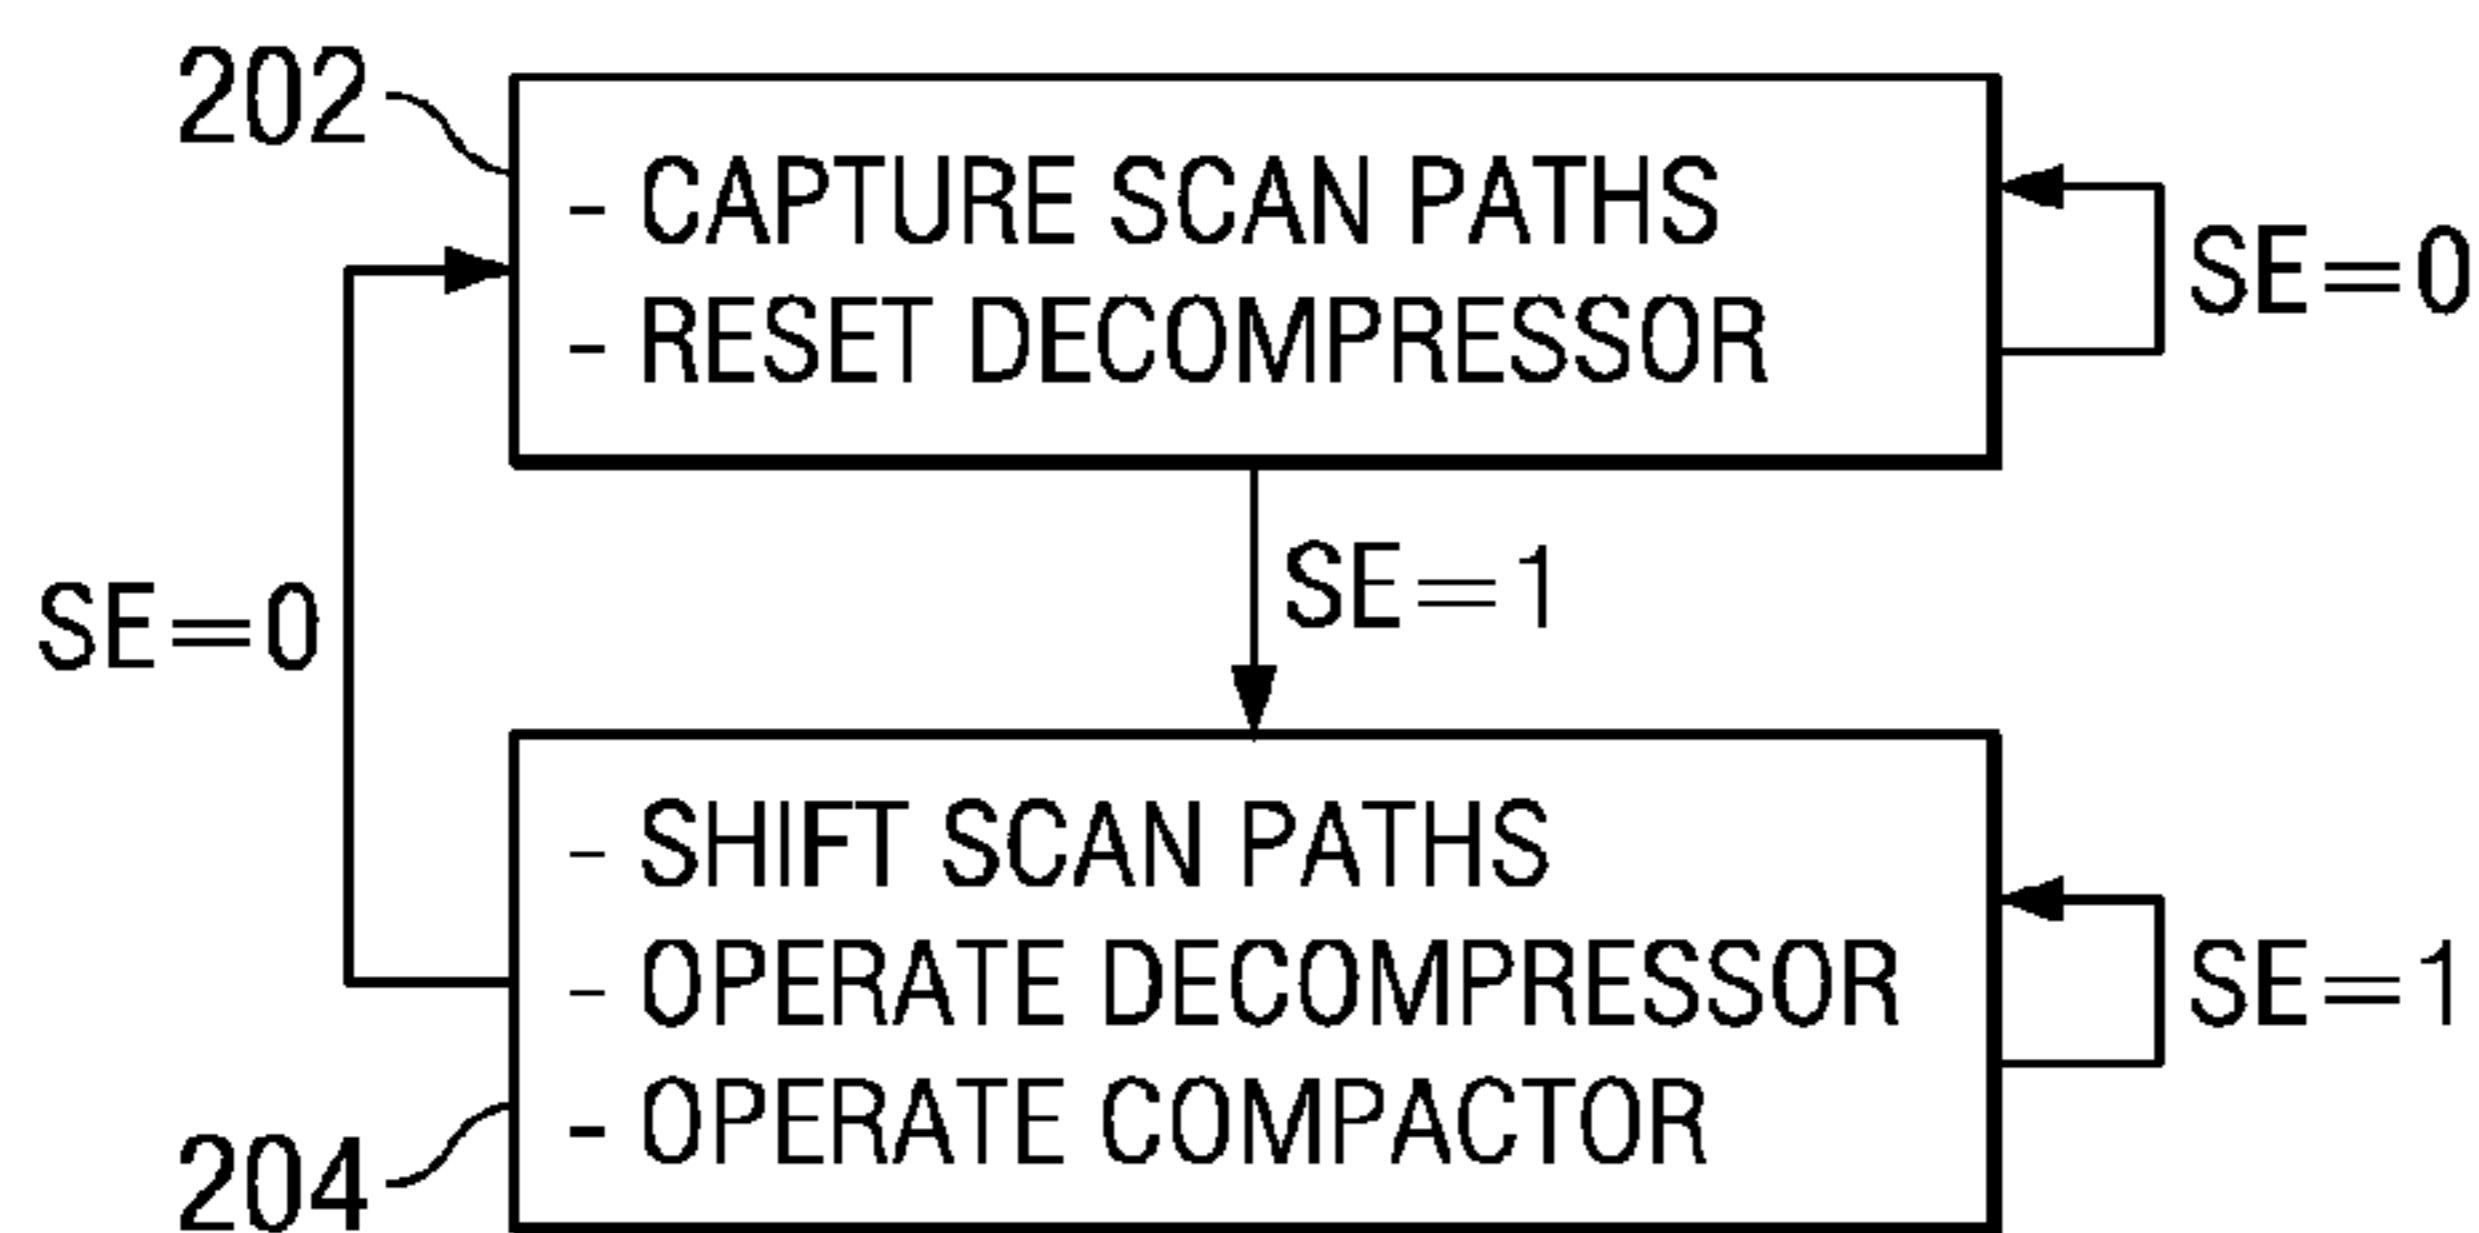 202
- CAPTURE SCAN PATHS
- RESET DECOMPRESSOR
SE=0
SE=0
SE=1
- SHIFT SCAN PATHS
- OPERATE DECOMPRESSOR
- OPERATE COMPACTOR
SE=1
204